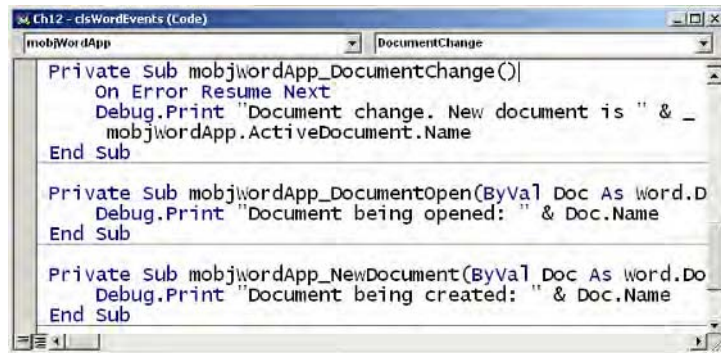 Ch12 - clsWordEvents (Code)
mobjWordApp DocumentChange
Private Sub mobjWordApp_DocumentChange()
On Error Resume Next
Debug.Print "Document change. New document is " & _
mobjWordApp.ActiveDocument.Name
End Sub
Private Sub mobjWordApp_DocumentOpen(ByVal Doc As Word.D
Debug.Print "Document being opened: " & Doc.Name
End Sub
Private Sub mobjWordApp_NewDocument(ByVal Doc As Word.Do
Debug.Print "Document being created: " & Doc.Name
End Sub